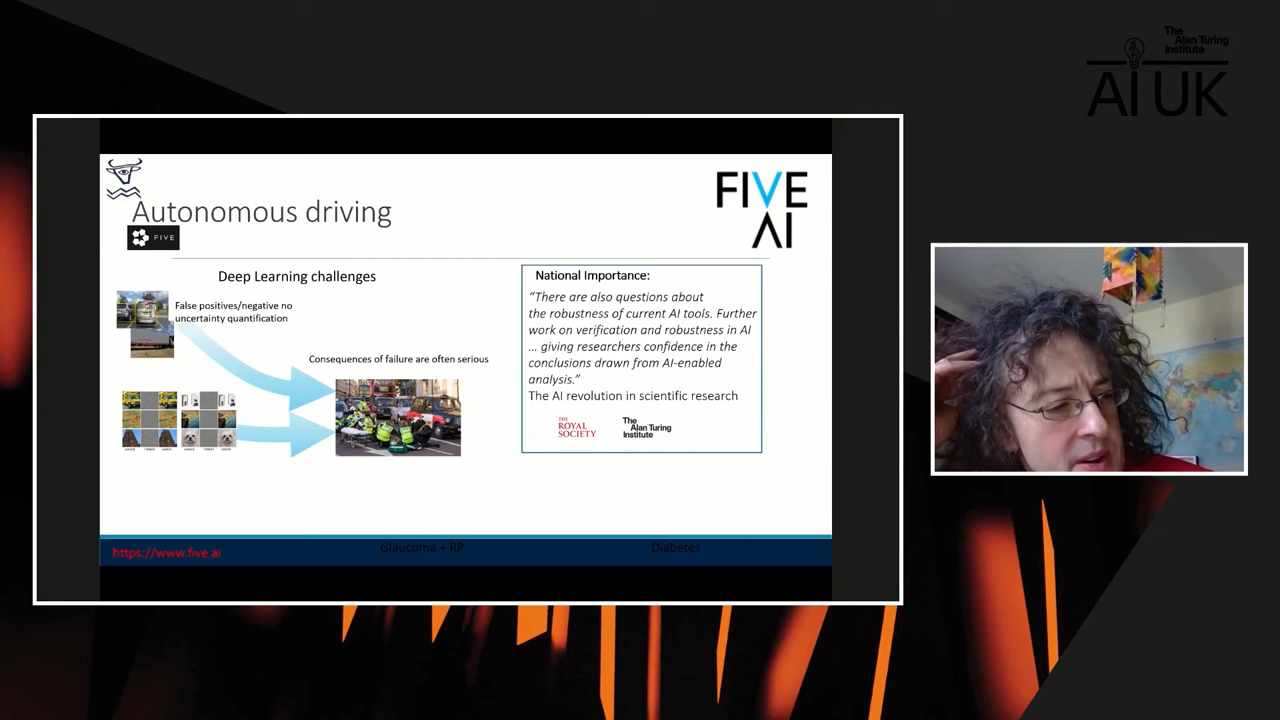 The
Alan Turing
Institute
AI UK
FIVE
AI
Autonomous driving
FIVE
Deep Learning challenges
False positives/negative no
uncertainty quantification
Consequences of failure are often serious
National Importance:
“There are also questions about
the robustness of current AI tools. Further
work on verification and robustness in AI
... giving researchers confidence in the
conclusions drawn from AI-enabled
analysis.”
The AI revolution in scientific research
THE
ROYAL
SOCIETY
The
Alan Turing
Institute
https://www.five.ai
Glaucoma + RP
Diabetes